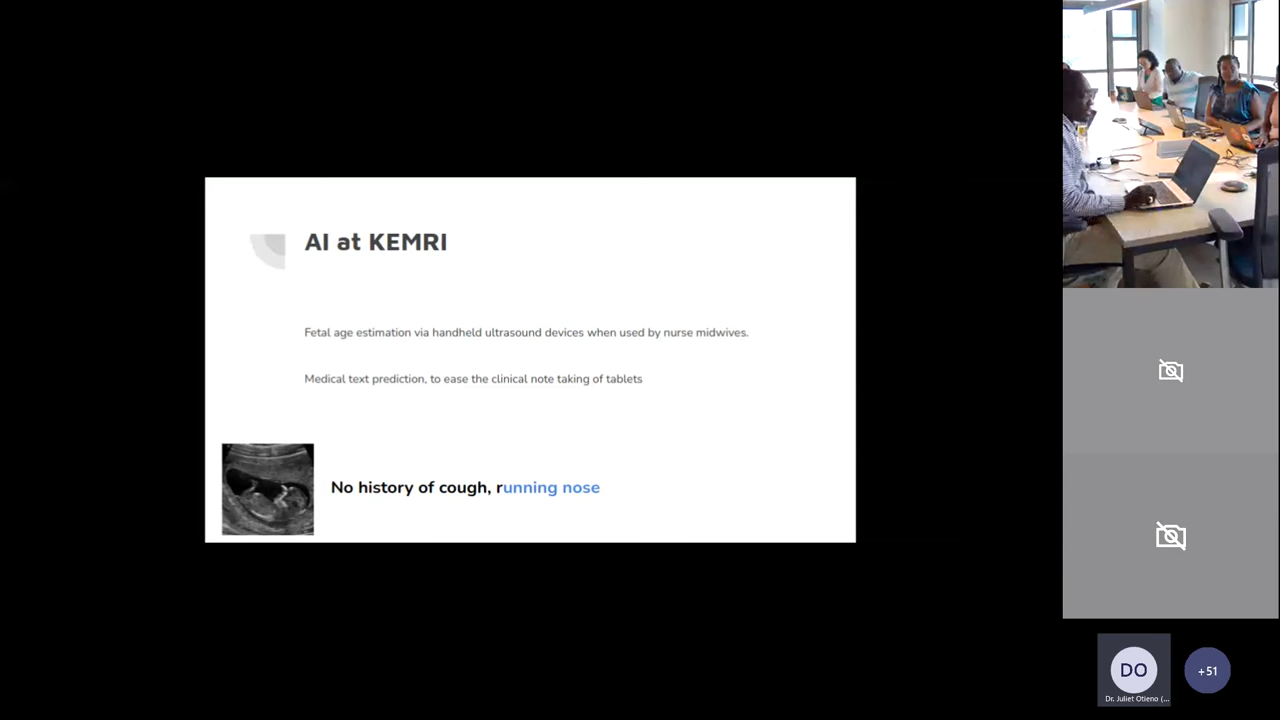 AI at KEMRI
Fetal age estimation via handheld ultrasound devices when used by nurse midwives.
Medical text prediction, to ease the clinical note taking of tablets
No history of cough, running nose
DO
Dr. Juliet Otieno (...
+51